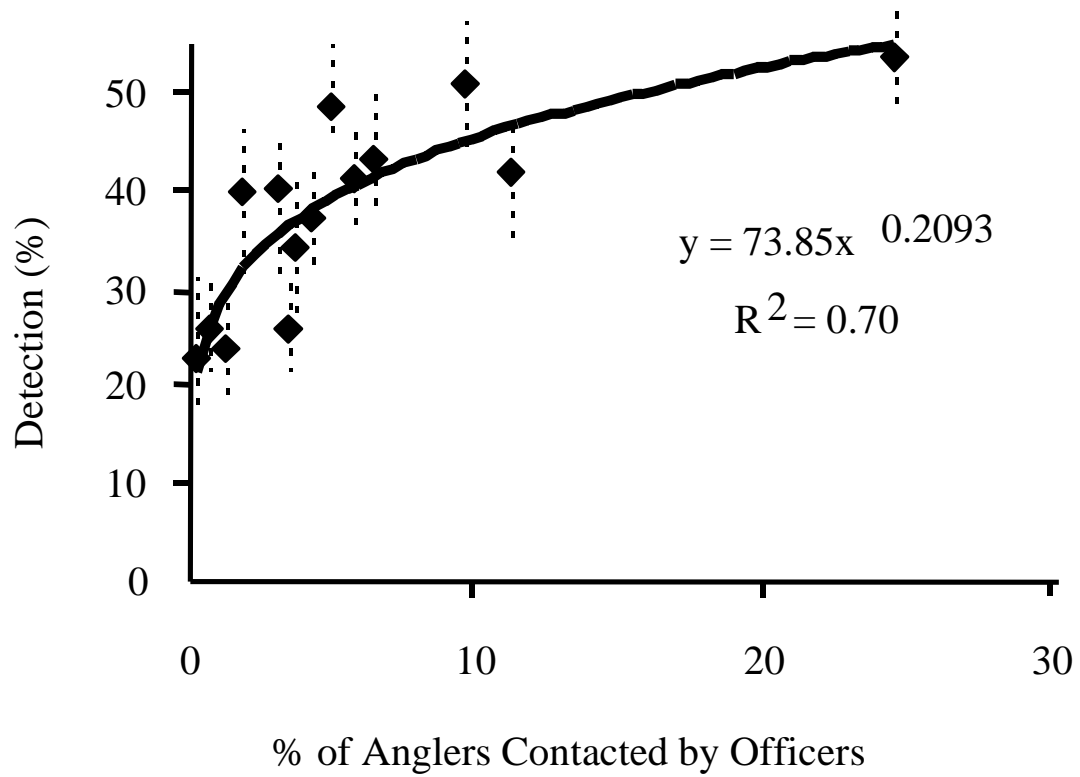 50
40
30
20
10
0
Detection (%)
y = 73.85x 0.2093
R 2 = 0.70
0 10 20 30
% of Anglers Contacted by Officers